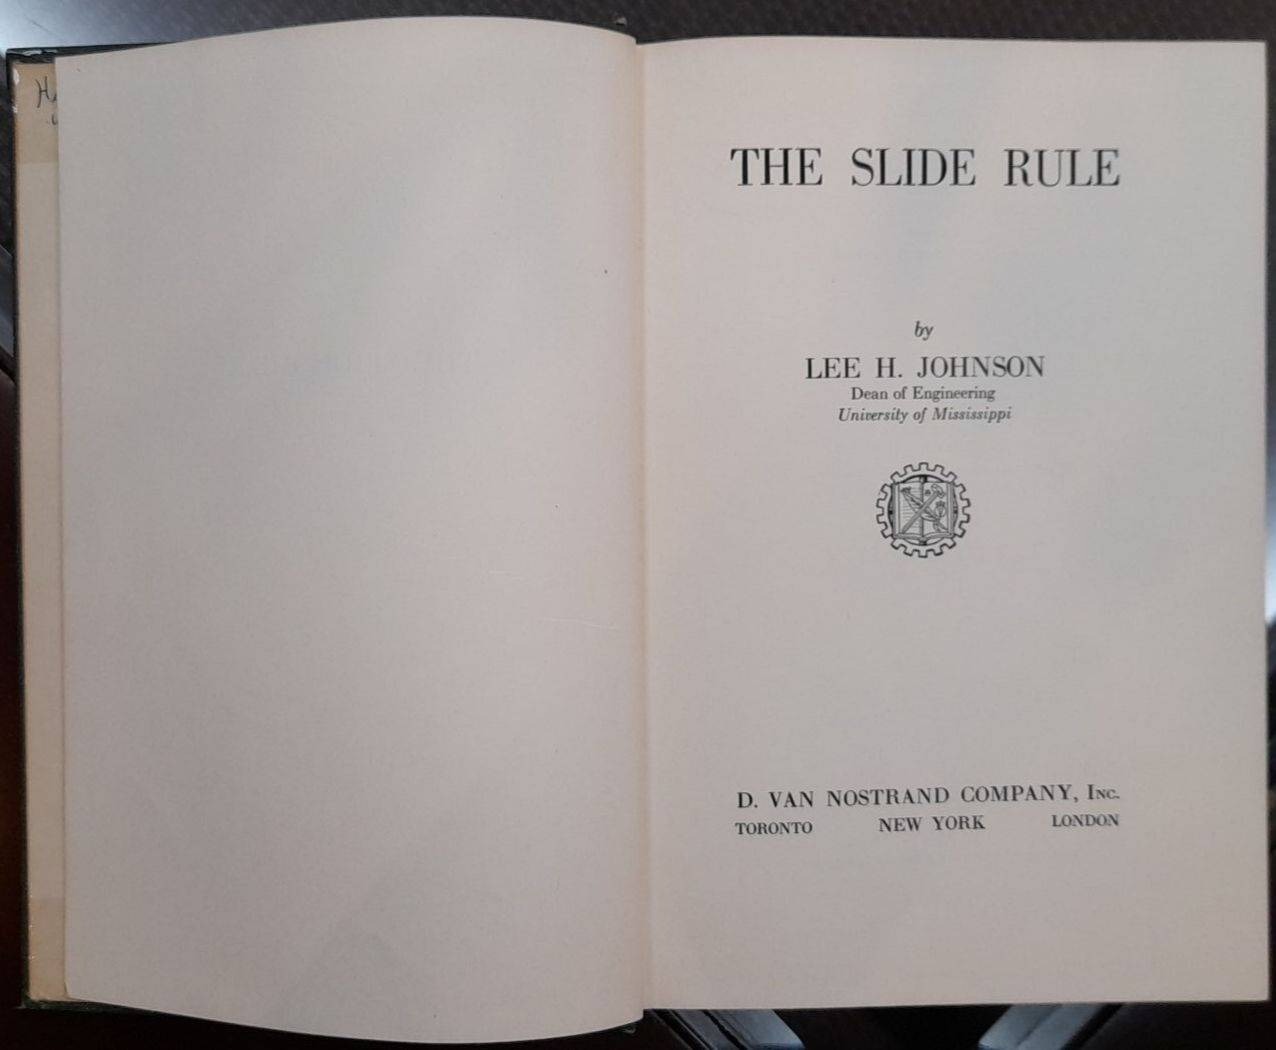 THE SLIDE RULE
by
LEE H. JOHNSON
Dean of Engineering
University of Mississippi
D. VAN NOSTRAND COMPANY, INC.
TORONTO NEW YORK LONDON